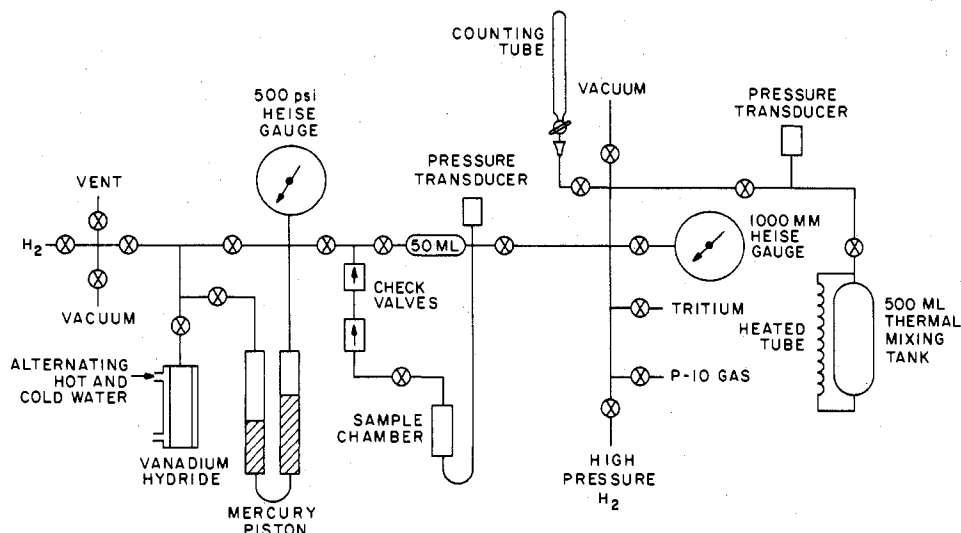 COUNTING
TUBE
VACUUM
PRESSURE
TRANSDUCER
500 psi
HEISE
GAUGE
PRESSURE
TRANSDUCER
VENT
H2
50 ML
1000 MM
HEISE
GAUGE
CHECK
VALVES
VACUUM
TRITIUM
HEATED
TUBE
500 ML
THERMAL
MIXING
TANK
ALTERNATING
HOT AND
COLD WATER
P-10 GAS
SAMPLE
CHAMBER
VANADIUM
HYDRIDE
HIGH
PRESSURE
H2
MERCURY
PISTON